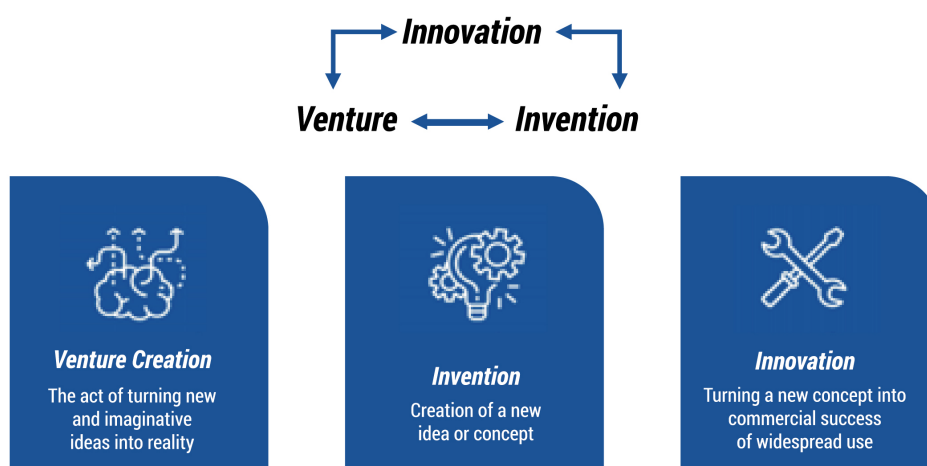 Innovation
Venture
Invention
Venture Creation
The act of turning new
and imaginative
ideas into reality
Invention
Creation of a new
idea or concept
Innovation
Turning a new concept into
commercial success
of widespread use